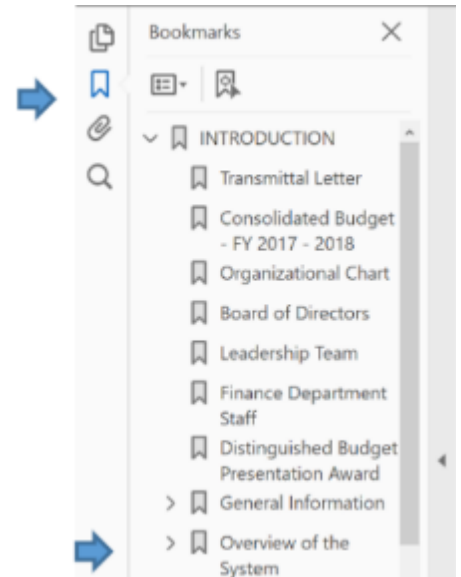 Bookmarks
INTRODUCTION
Transmittal Letter
Consolidated Budget
- FY 2017 - 2018
Organizational Chart
Board of Directors
Leadership Team
Finance Department
Staff
Distinguished Budget
Presentation Award
General Information
Overview of the
System